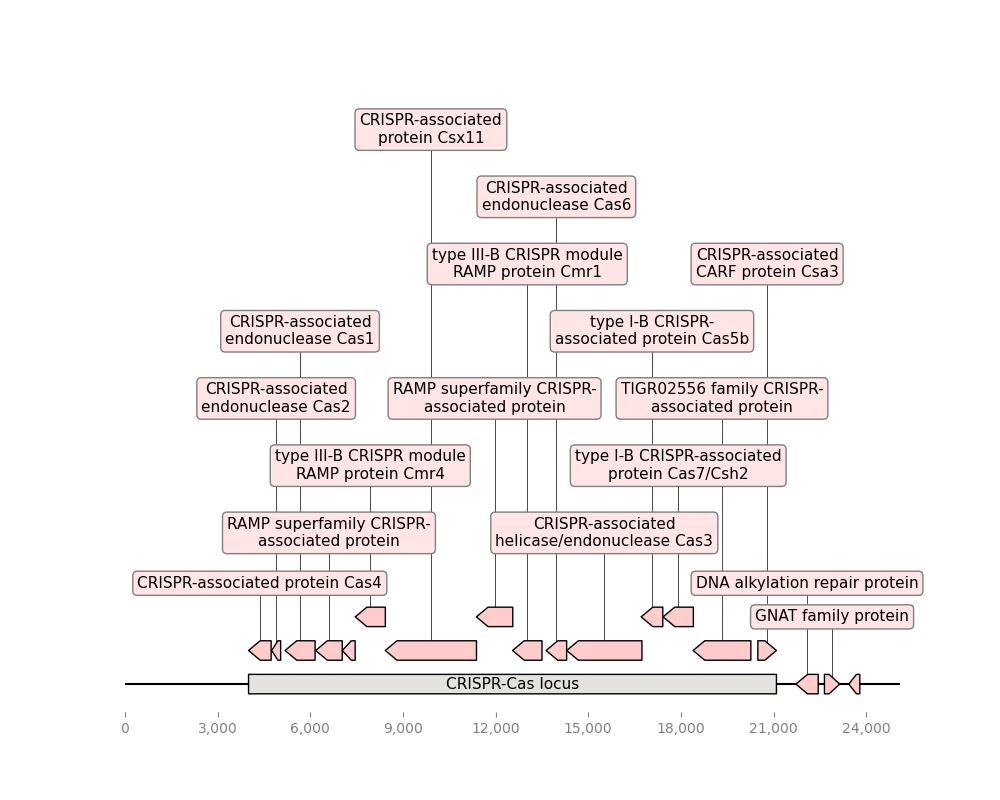 CRISPR-associated
protein Csx11
CRISPR-associated
endonuclease Cas6
type III-B CRISPR module
RAMP protein Cmr1
CRISPR-associated
CARF protein Csa3
CRISPR-associated
endonuclease Cas1
type I-B CRISPR-
associated protein Cas5b
CRISPR-associated
endonuclease Cas2
RAMP superfamily CRISPR-
associated protein
TIGR02556 family CRISPR-
associated protein
type III-B CRISPR module
RAMP protein Cmr4
type I-B CRISPR-associated
protein Cas7/Csh2
RAMP superfamily CRISPR-
associated protein
CRISPR-associated
helicase/endonuclease Cas3
CRISPR-associated protein Cas4
DNA alkylation repair protein
GNAT family protein
CRISPR-Cas locus
0 3,000 6,000 9,000 12,000 15,000 18,000 21,000 24,000